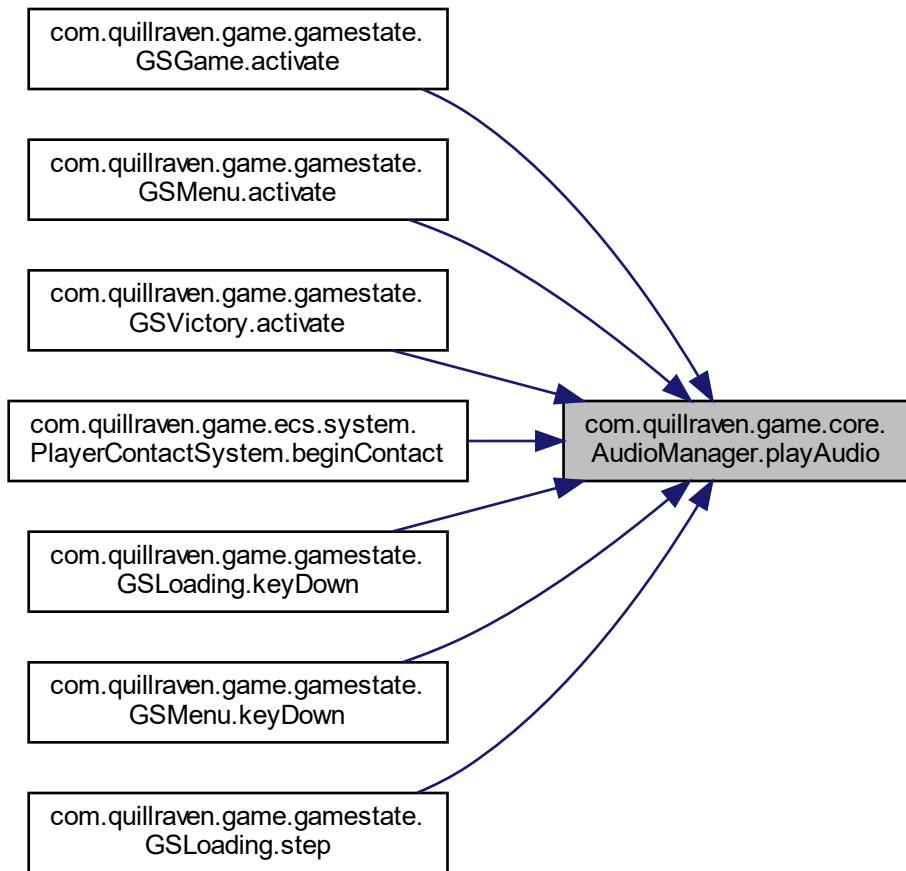 com.quillraven.game.gamestate.
GSGame.activate
com.quillraven.game.gamestate.
GSMenu.activate
com.quillraven.game.gamestate.
GSVictory.activate
com.quillraven.game.ecs.system.
PlayerContactSystem.beginContact
com.quillraven.game.core.
AudioManager.playAudio
com.quillraven.game.gamestate.
GSLoading.keyDown
com.quillraven.game.gamestate.
GSMenu.keyDown
com.quillraven.game.gamestate.
GSLoading.step